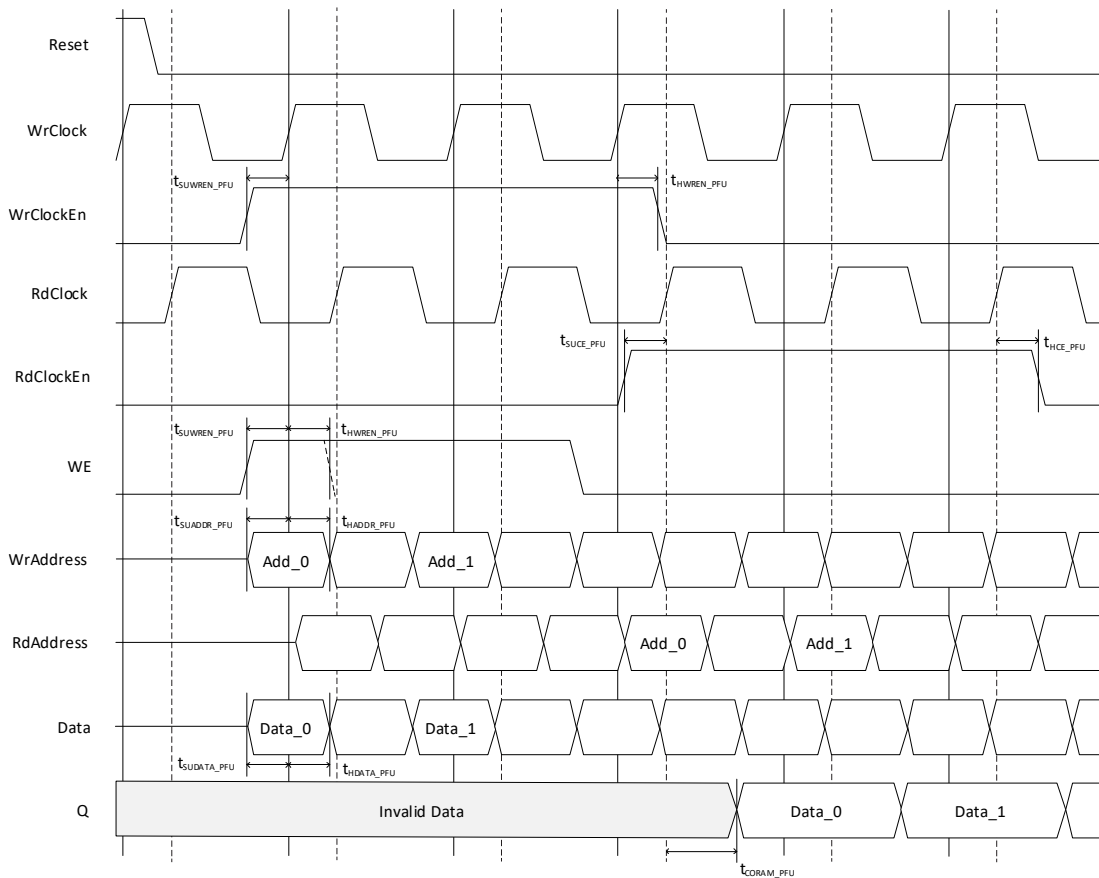 Reset
WrClock
tSUWREN_PFU
tHWREN_PFU
WrClockEn
RdClock
tSUCE_PFU
tHCE_PFU
RdClockEn
tSUWREN_PFU
tHWREN_PFU
WE
tSUADDR_PFU
tHADDR_PFU
WrAddress
Add_0
Add_1
RdAddress
Add_0
Add_1
Data
Data_0
Data_1
tSUDATA_PFU
tHDATA_PFU
Q
Invalid Data
Data_0
Data_1
tCORAM_PFU